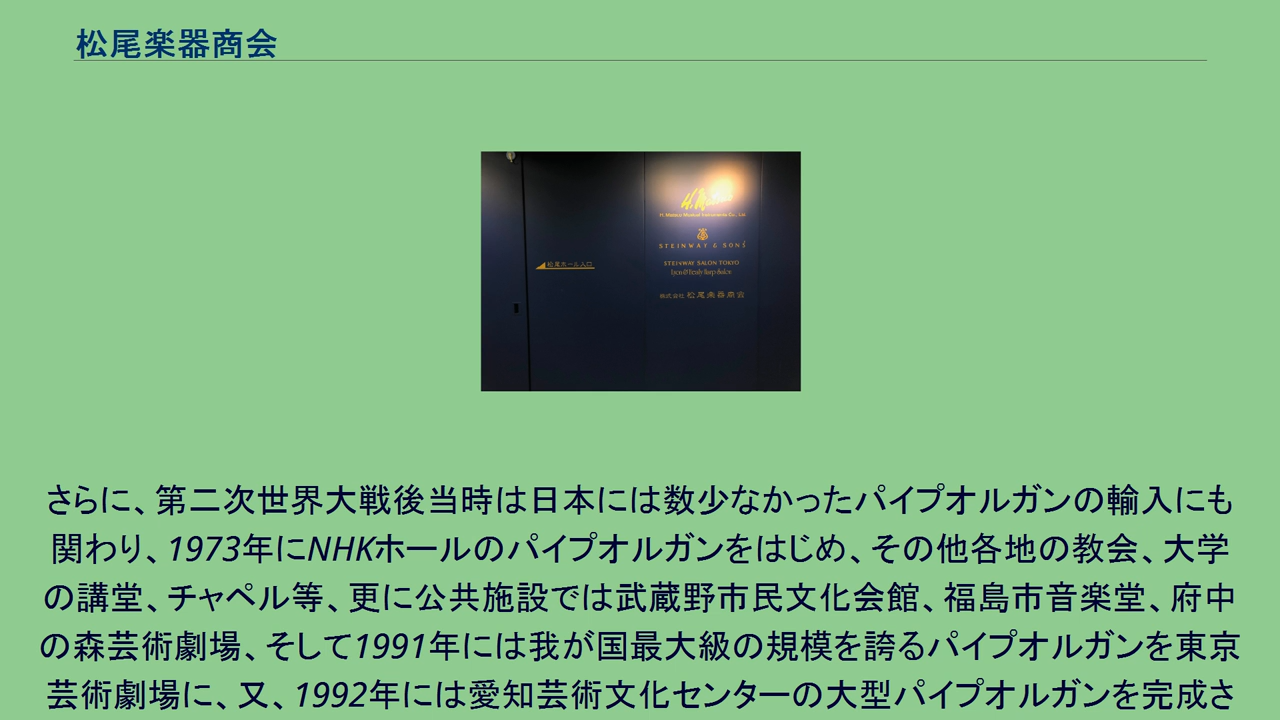 松尾楽器商会
松尾ホール入口
H. Matsuo Musical Instruments Co., Ltd.
STEINWAY & SONS
STEINWAY SALON TOKYO
Lyon & Healy Harp Salon
株式会社 松尾楽器商会
さらに、第二次世界大戦後当時は日本には数少なかったパイプオルガンの輸入にも
関わり、1973年にNHKホールのパイプオルガンをはじめ、その他各地の教会、大学
の講堂、チャペル等、更に公共施設では武蔵野市民文化会館、福島市音楽堂、府中
の森芸術劇場、そして1991年には我が国最大級の規模を誇るパイプオルガンを東京
芸術劇場に、又、1992年には愛知芸術文化センターの大型パイプオルガンを完成さ